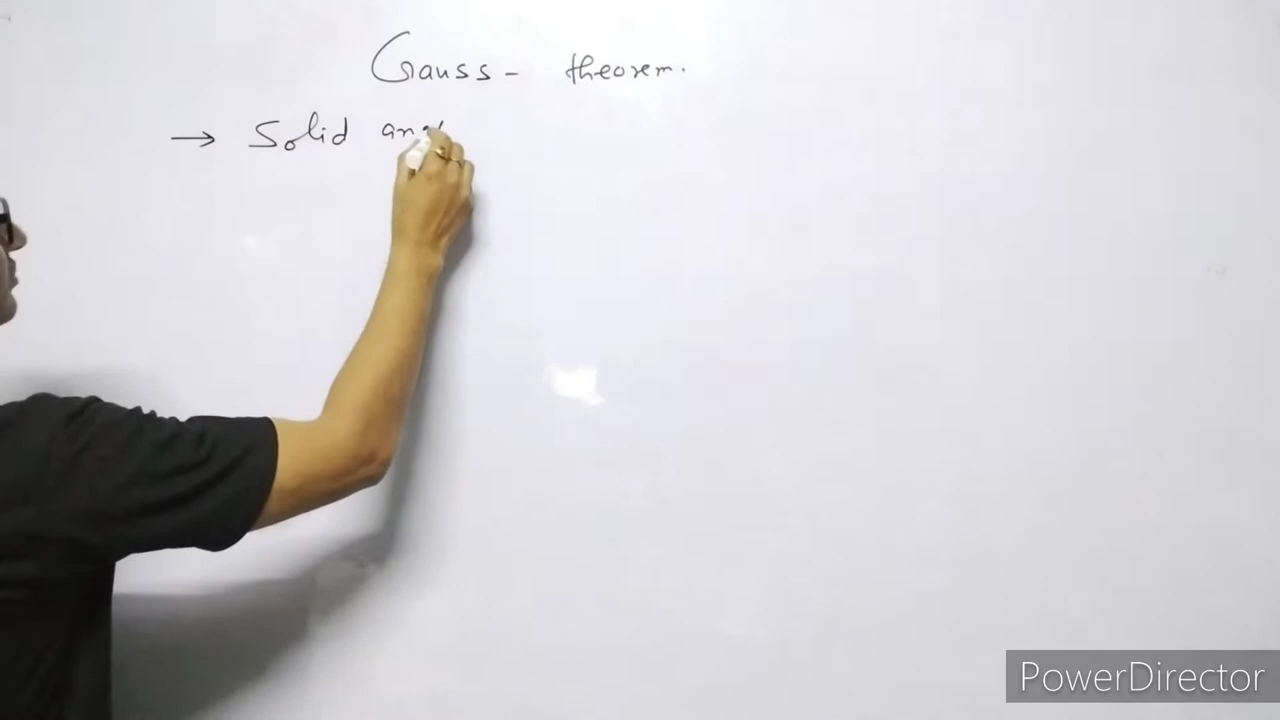 Gauss - theorem.
→ Solid ang
PowerDirector